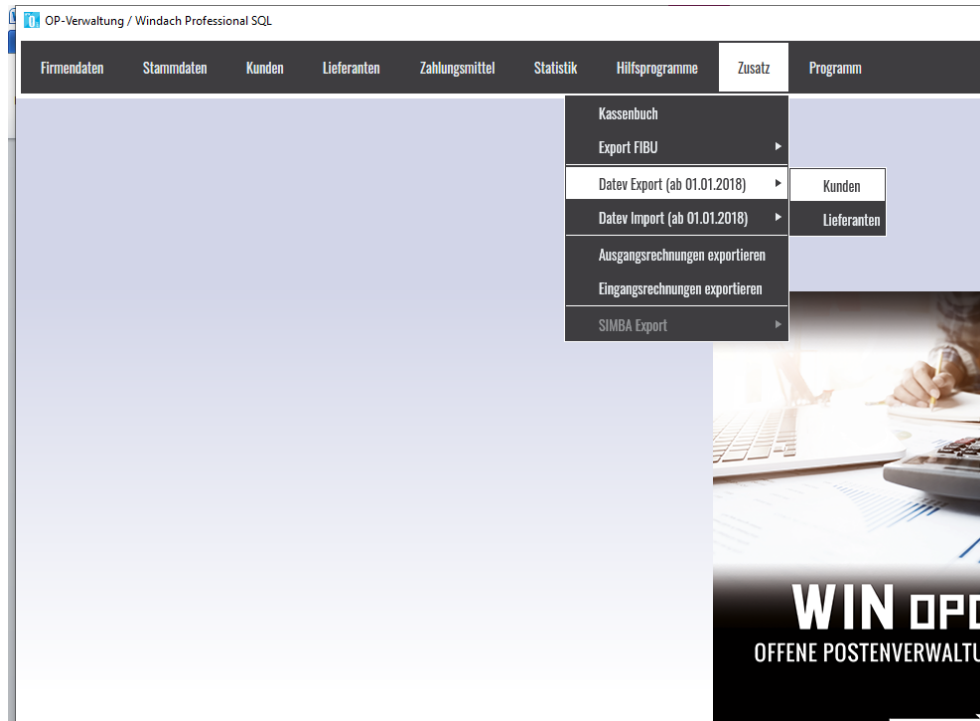 OP-Verwaltung / Windach Professional SQL
Firmendaten Stammdaten Kunden Lieferanten Zahlungsmittel Statistik Hilfsprogramme Zusatz Programm
Kassenbuch
Export FIBU
Datev Export (ab 01.01.2018)
Kunden
Datev Import (ab 01.01.2018)
Lieferanten
Ausgangsrechnungen exportieren
Eingangsrechnungen exportieren
SIMBA Export
WIN
OFFENE